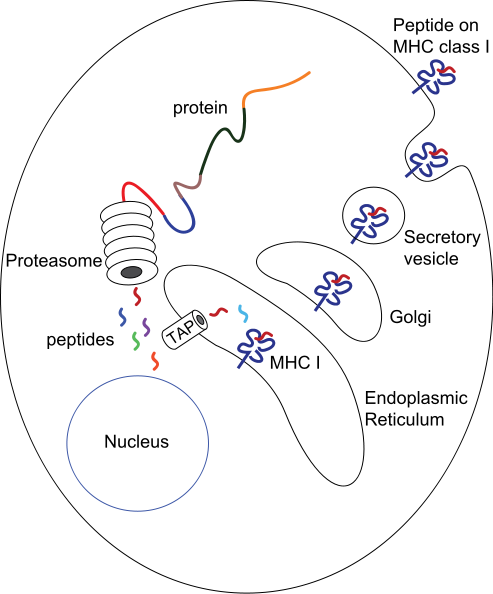 Peptide on
MHC class I
protein
Proteasome
Secretory
vesicle
Golgi
peptides
TAP
MHC I
Endoplasmic
Reticulum
Nucleus